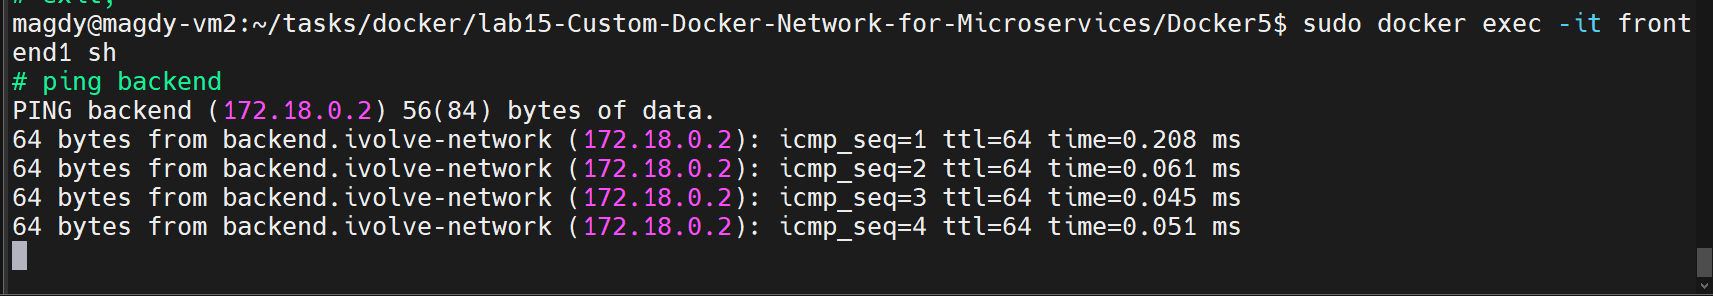 # exit;
magdy@magdy-vm2:~/tasks/docker/lab15-Custom-Docker-Network-for-Microservices/Docker5$ sudo docker exec -it front
end1 sh
# ping backend
PING backend (172.18.0.2) 56(84) bytes of data.
64 bytes from backend.ivolve-network (172.18.0.2): icmp_seq=1 ttl=64 time=0.208 ms
64 bytes from backend.ivolve-network (172.18.0.2): icmp_seq=2 ttl=64 time=0.061 ms
64 bytes from backend.ivolve-network (172.18.0.2): icmp_seq=3 ttl=64 time=0.045 ms
64 bytes from backend.ivolve-network (172.18.0.2): icmp_seq=4 ttl=64 time=0.051 ms